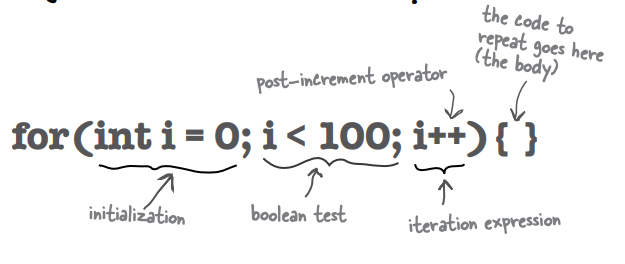 the code to
repeat goes here
(the body)
post-increment operator
for(int i = 0; i < 100; i++){ }
initialization
boolean test
iteration expression